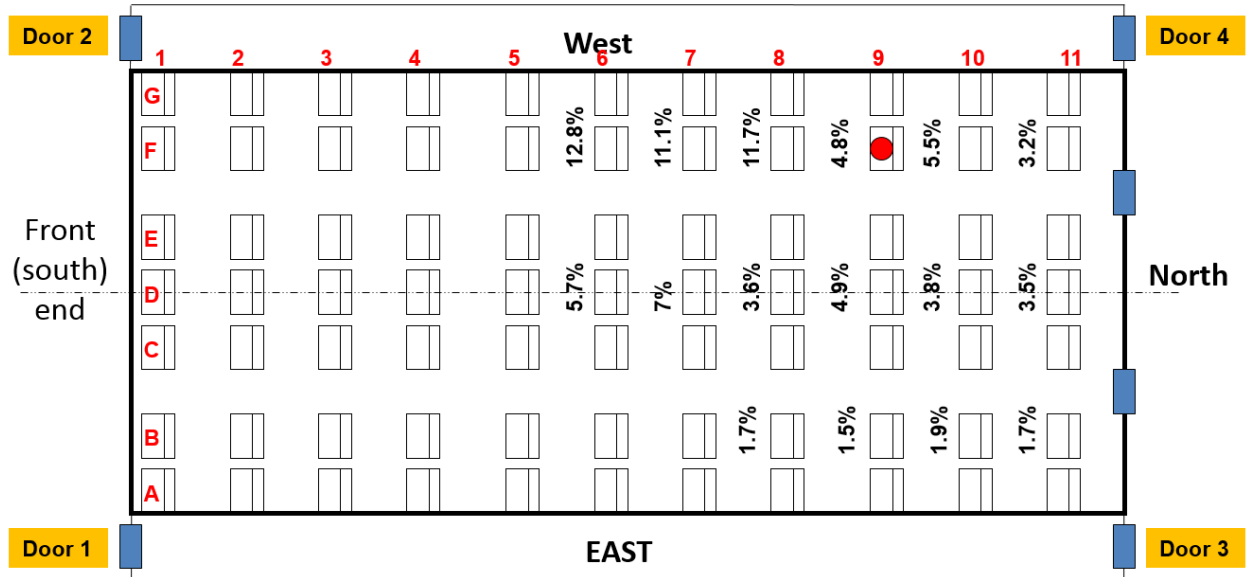 Door 2
West
Door 4
1
2
3
4
5
6
7
8
9
10
11
G
F
12.8%
11.1%
11.7%
4.8%
5.5%
3.2%
Front
(south)
end
E
D
C
5.7%
7%
3.6%
4.9%
3.8%
3.5%
North
B
A
1.7%
1.5%
1.9%
1.7%
Door 1
EAST
Door 3